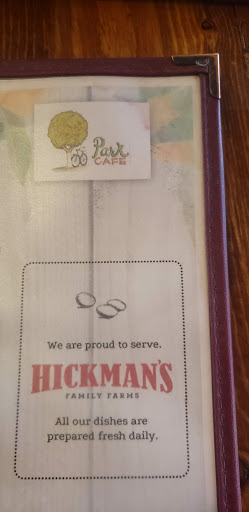 Park
CAFE
We are proud to serve.
HICKMAN'S
FAMILY FARMS
All our dishes are
prepared fresh daily.